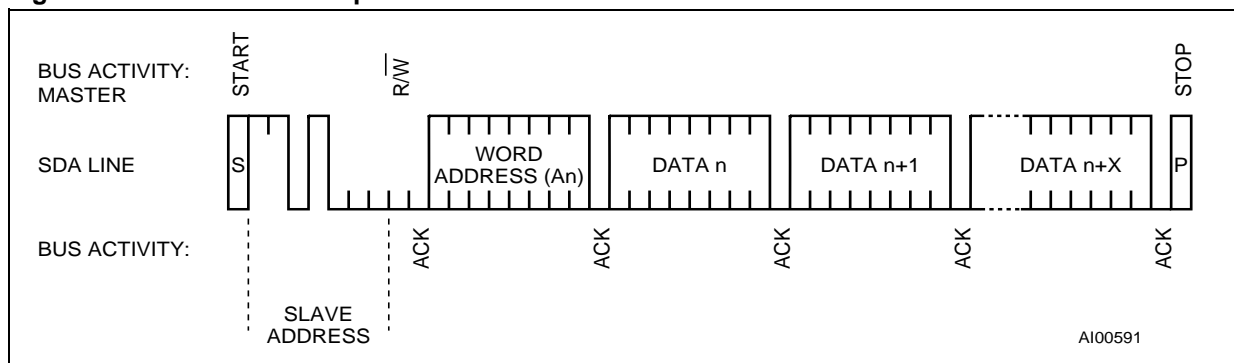 BUS ACTIVITY:
MASTER
START
R/W
STOP
SDA LINE
S
WORD
ADDRESS (An)
DATA n
DATA n+1
DATA n+X
P
BUS ACTIVITY:
ACK
ACK
ACK
ACK
ACK
SLAVE
ADDRESS
AI00591